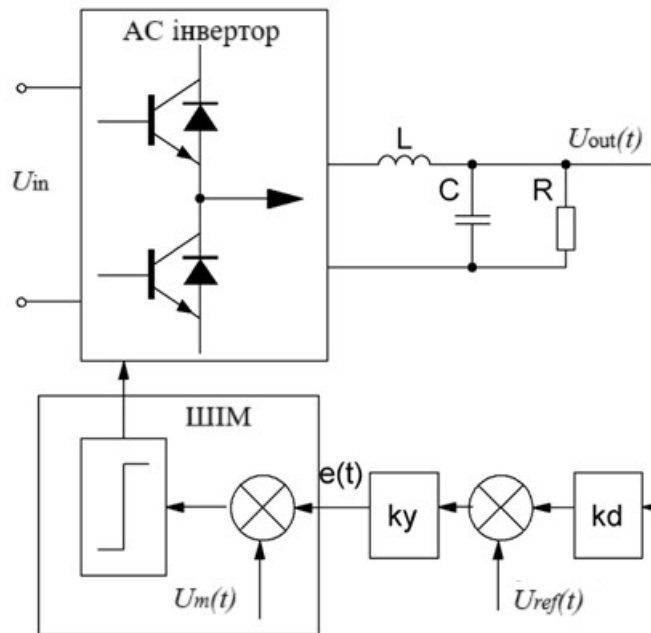 АС інвертор
L
Uout(t)
C
R
Uin
ШІМ
e(t)
ky
kd
Um(t)
Uref(t)